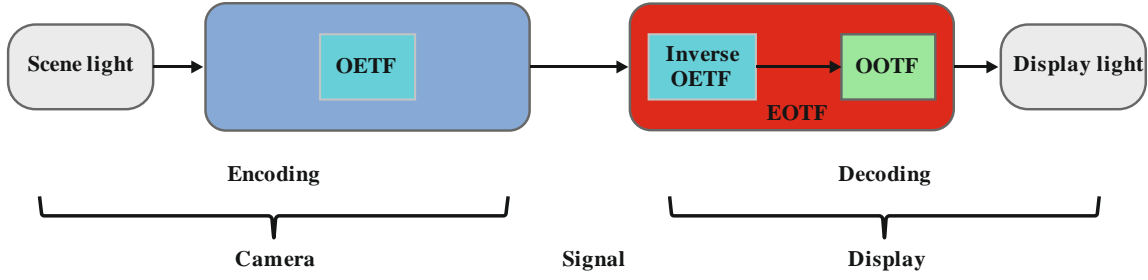 Scene light
OETF
Inverse
OETF
OOTF
EOTF
Display light
Encoding
Decoding
Camera
Signal
Display